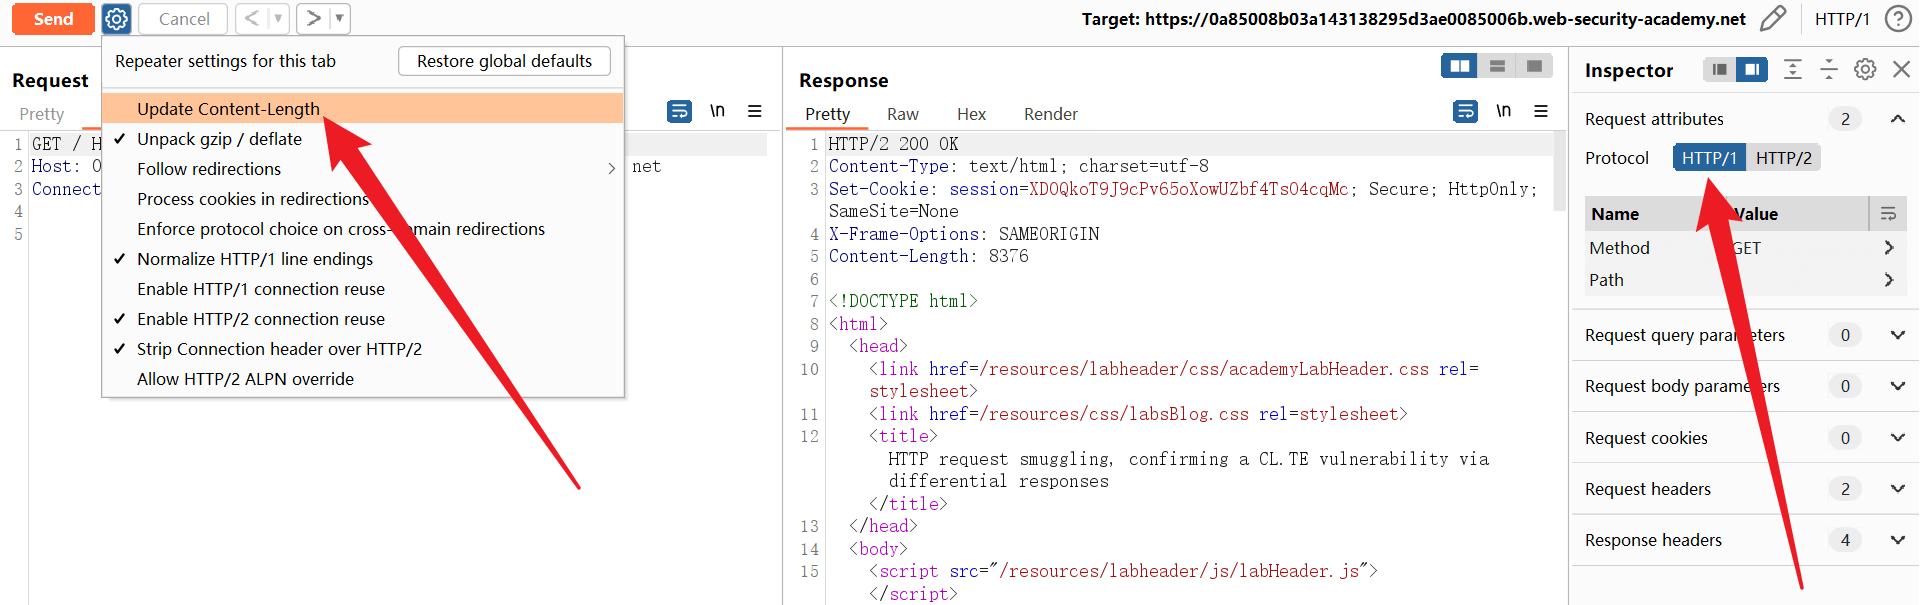 Send
Cancel
<
>
Target: https://0a85008b03a143138295d3ae0085006b.web-security-academy.net
HTTP/1
?
Repeater settings for this tab
Restore global defaults
Update Content-Length
Unpack gzip / deflate
Follow redirections
Process cookies in redirections
Enforce protocol choice on cross-domain redirections
Normalize HTTP/1 line endings
Enable HTTP/1 connection reuse
Enable HTTP/2 connection reuse
Strip Connection header over HTTP/2
Allow HTTP/2 ALPN override
Request
Pretty
\n
1 GET / H
2 Host: 0 net
3 Connect
4
5
Response
Pretty Raw Hex Render
\n
1 HTTP/2 200 OK
2 Content-Type: text/html; charset=utf-8
3 Set-Cookie: session=XDOQkoT9J9cPv65oXowUZbf4TsO4cqMc; Secure; HttpOnly;
SameSite=None
4 X-Frame-Options: SAMEORIGIN
5 Content-Length: 8376
6
7 <!DOCTYPE html>
8 <html>
9 <head>
10 <link href=/resources/labheader/css/academyLabHeader.css rel=
stylesheet>
11 <link href=/resources/css/labsBlog.css rel=stylesheet>
12 <title>
HTTP request smuggling, confirming a CL.TE vulnerability via
differential responses
</title>
13 </head>
14 <body>
15 <script src="/resources/labheader/js/labHeader.js">
</script>
Inspector
Request attributes 2
Protocol HTTP/1 HTTP/2
Name Value
Method GET
Path
Request query parameters 0
Request body parameters 0
Request cookies 0
Request headers 2
Response headers 4